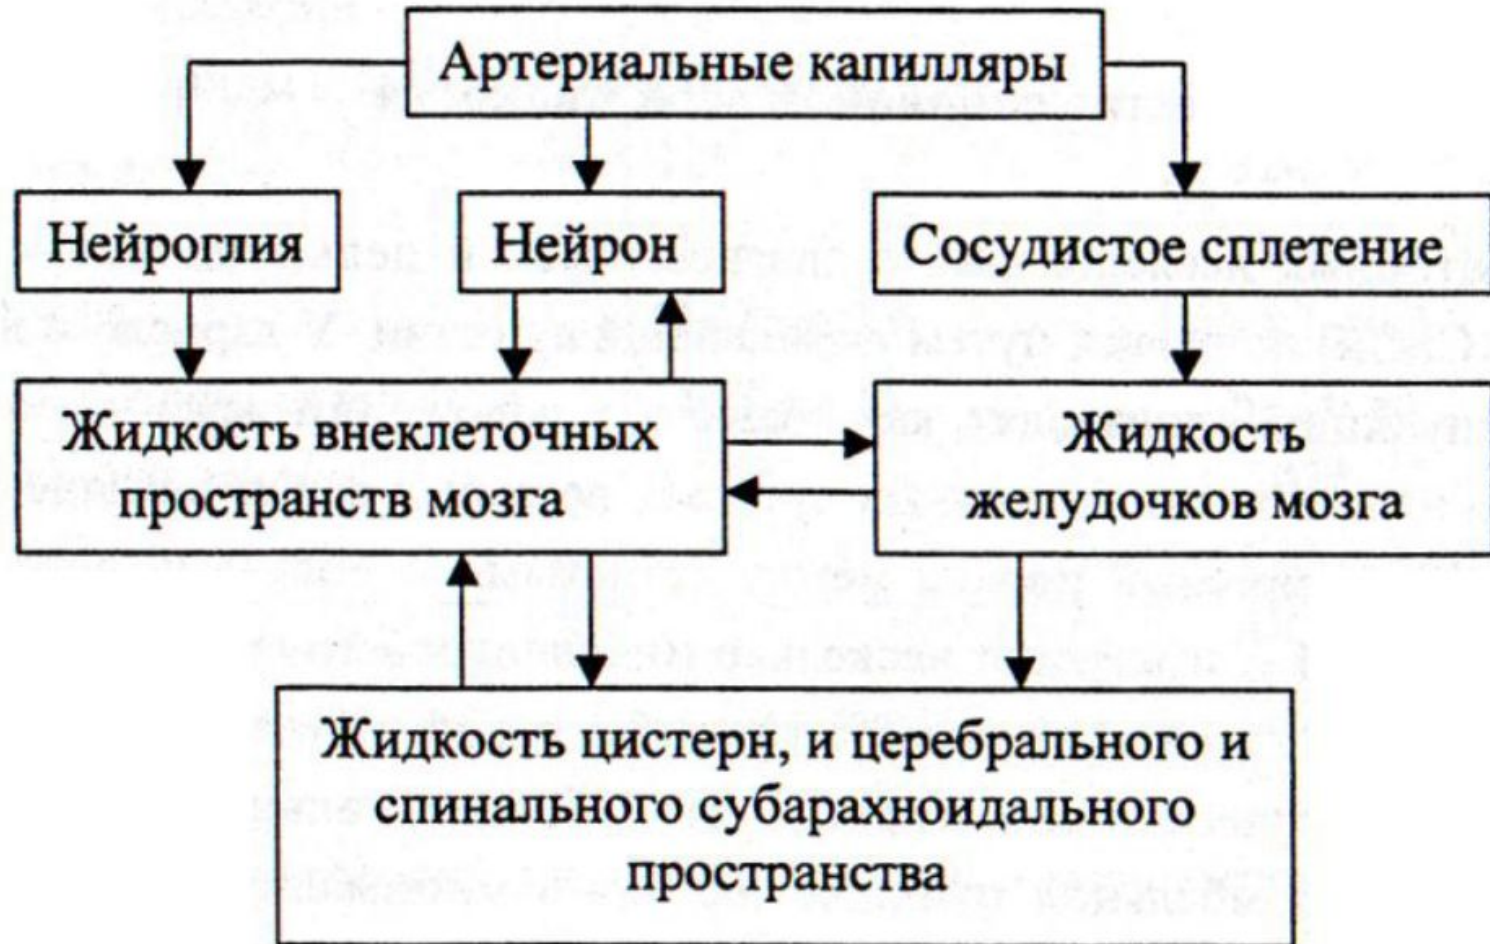 Артериальные капилляры
Нейроглия
Нейрон
Сосудистое сплетение
Жидкость внеклеточных
пространств мозга
Жидкость
желудочков мозга
Жидкость цистерн, и церебрального и
спинального субарахноидального
пространства